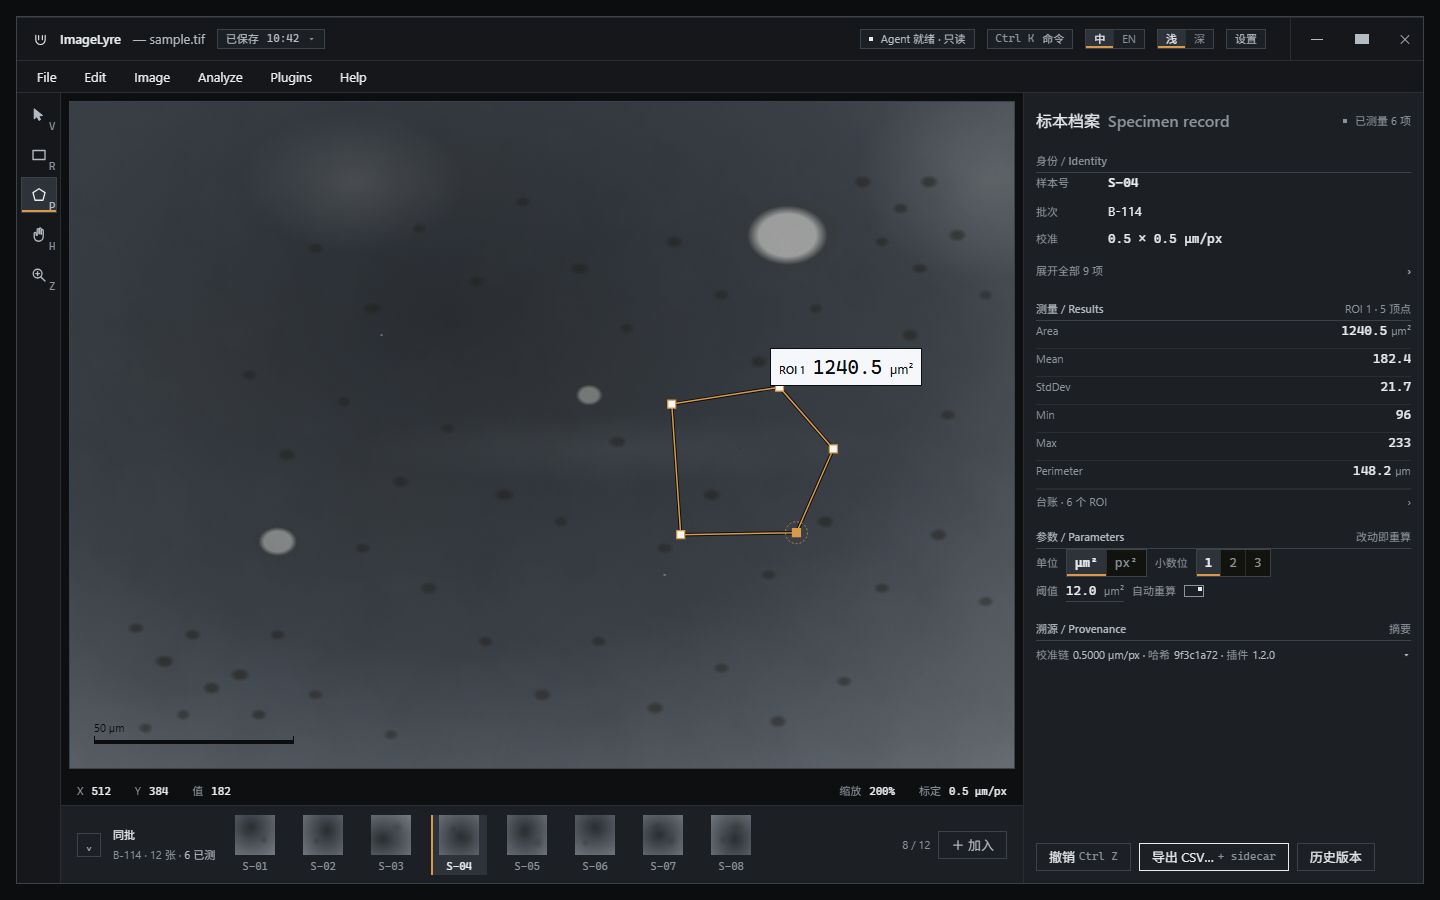 ImageLyre — sample.tif 已保存 10:42
Agent 就绪 · 只读 Ctrl K 命令 中 EN 浅 深 设置
File Edit Image Analyze Plugins Help
V
R
P
H
Z
ROI 1 1240.5 µm²
50 µm
X 512 Y 384 值 182 缩放 200% 标定 0.5 µm/px
同批
B-114 · 12 张 · 6 已测
S-01 S-02 S-03 S-04 S-05 S-06 S-07 S-08
8 / 12 + 加入
标本档案 Specimen record 已测量 6 项
身份 / Identity
样本号 S-04
批次 B-114
校准 0.5 × 0.5 µm/px
展开全部 9 项 ›
测量 / Results ROI 1 · 5 顶点
Area 1240.5 µm²
Mean 182.4
StdDev 21.7
Min 96
Max 233
Perimeter 148.2 µm
台账 · 6 个 ROI ›
参数 / Parameters 改动即重算
单位 µm² px² 小数位 1 2 3
阈值 12.0 µm² 自动重算
溯源 / Provenance 摘要
校准链 0.5000 µm/px · 哈希 9f3c1a72 · 插件 1.2.0
撤销 Ctrl Z 导出 CSV… + sidecar 历史版本